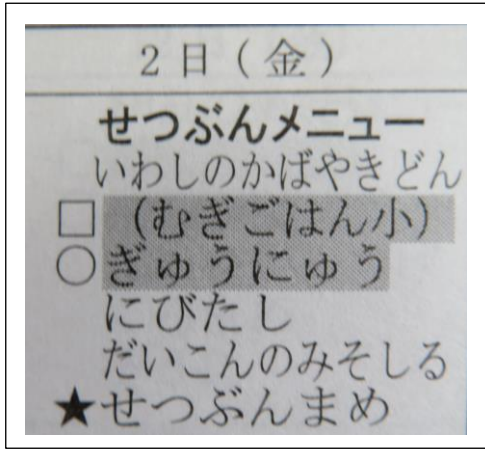 2日(金)
せつぶんメニュー
いわしのかばやきどん
□(むぎごはん小)
○ぎゅうにゅう
にびたし
だいこんのみそしる
★せつぶんまめ